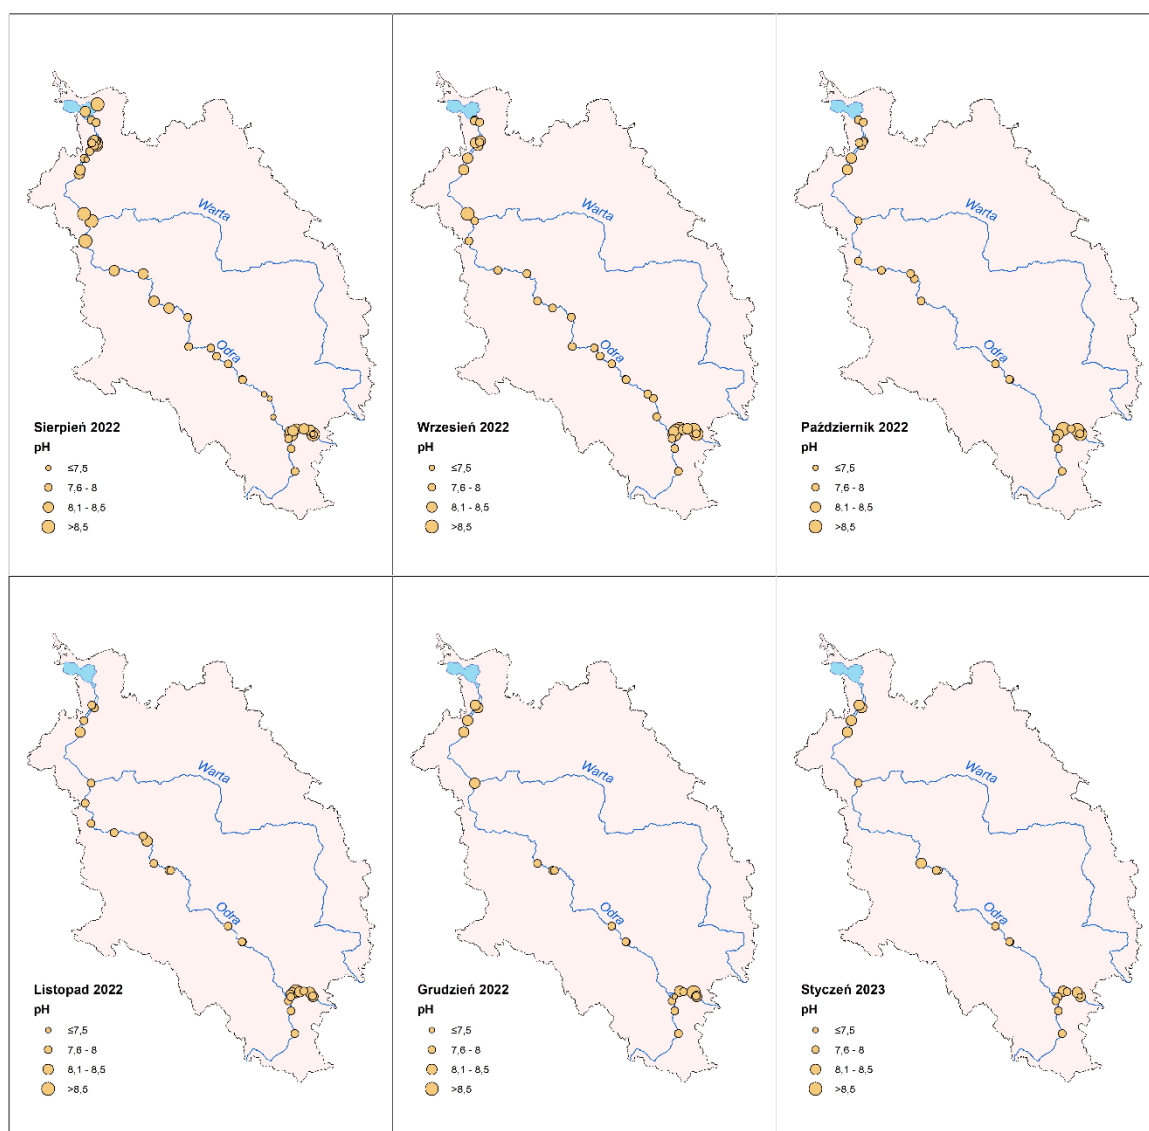 Warta
Odra
Sierpień 2022
pH
≤7,5
7,6 - 8
8,1 - 8,5
>8,5
Warta
Odra
Wrzesień 2022
pH
≤7,5
7,6 - 8
8,1 - 8,5
>8,5
Warta
Odra
Październik 2022
pH
≤7,5
7,6 - 8
8,1 - 8,5
>8,5
Warta
Odra
Listopad 2022
pH
≤7,5
7,6 - 8
8,1 - 8,5
>8,5
Warta
Odra
Grudzień 2022
pH
≤7,5
7,6 - 8
8,1 - 8,5
>8,5
Warta
Odra
Styczeń 2023
pH
≤7,5
7,6 - 8
8,1 - 8,5
>8,5